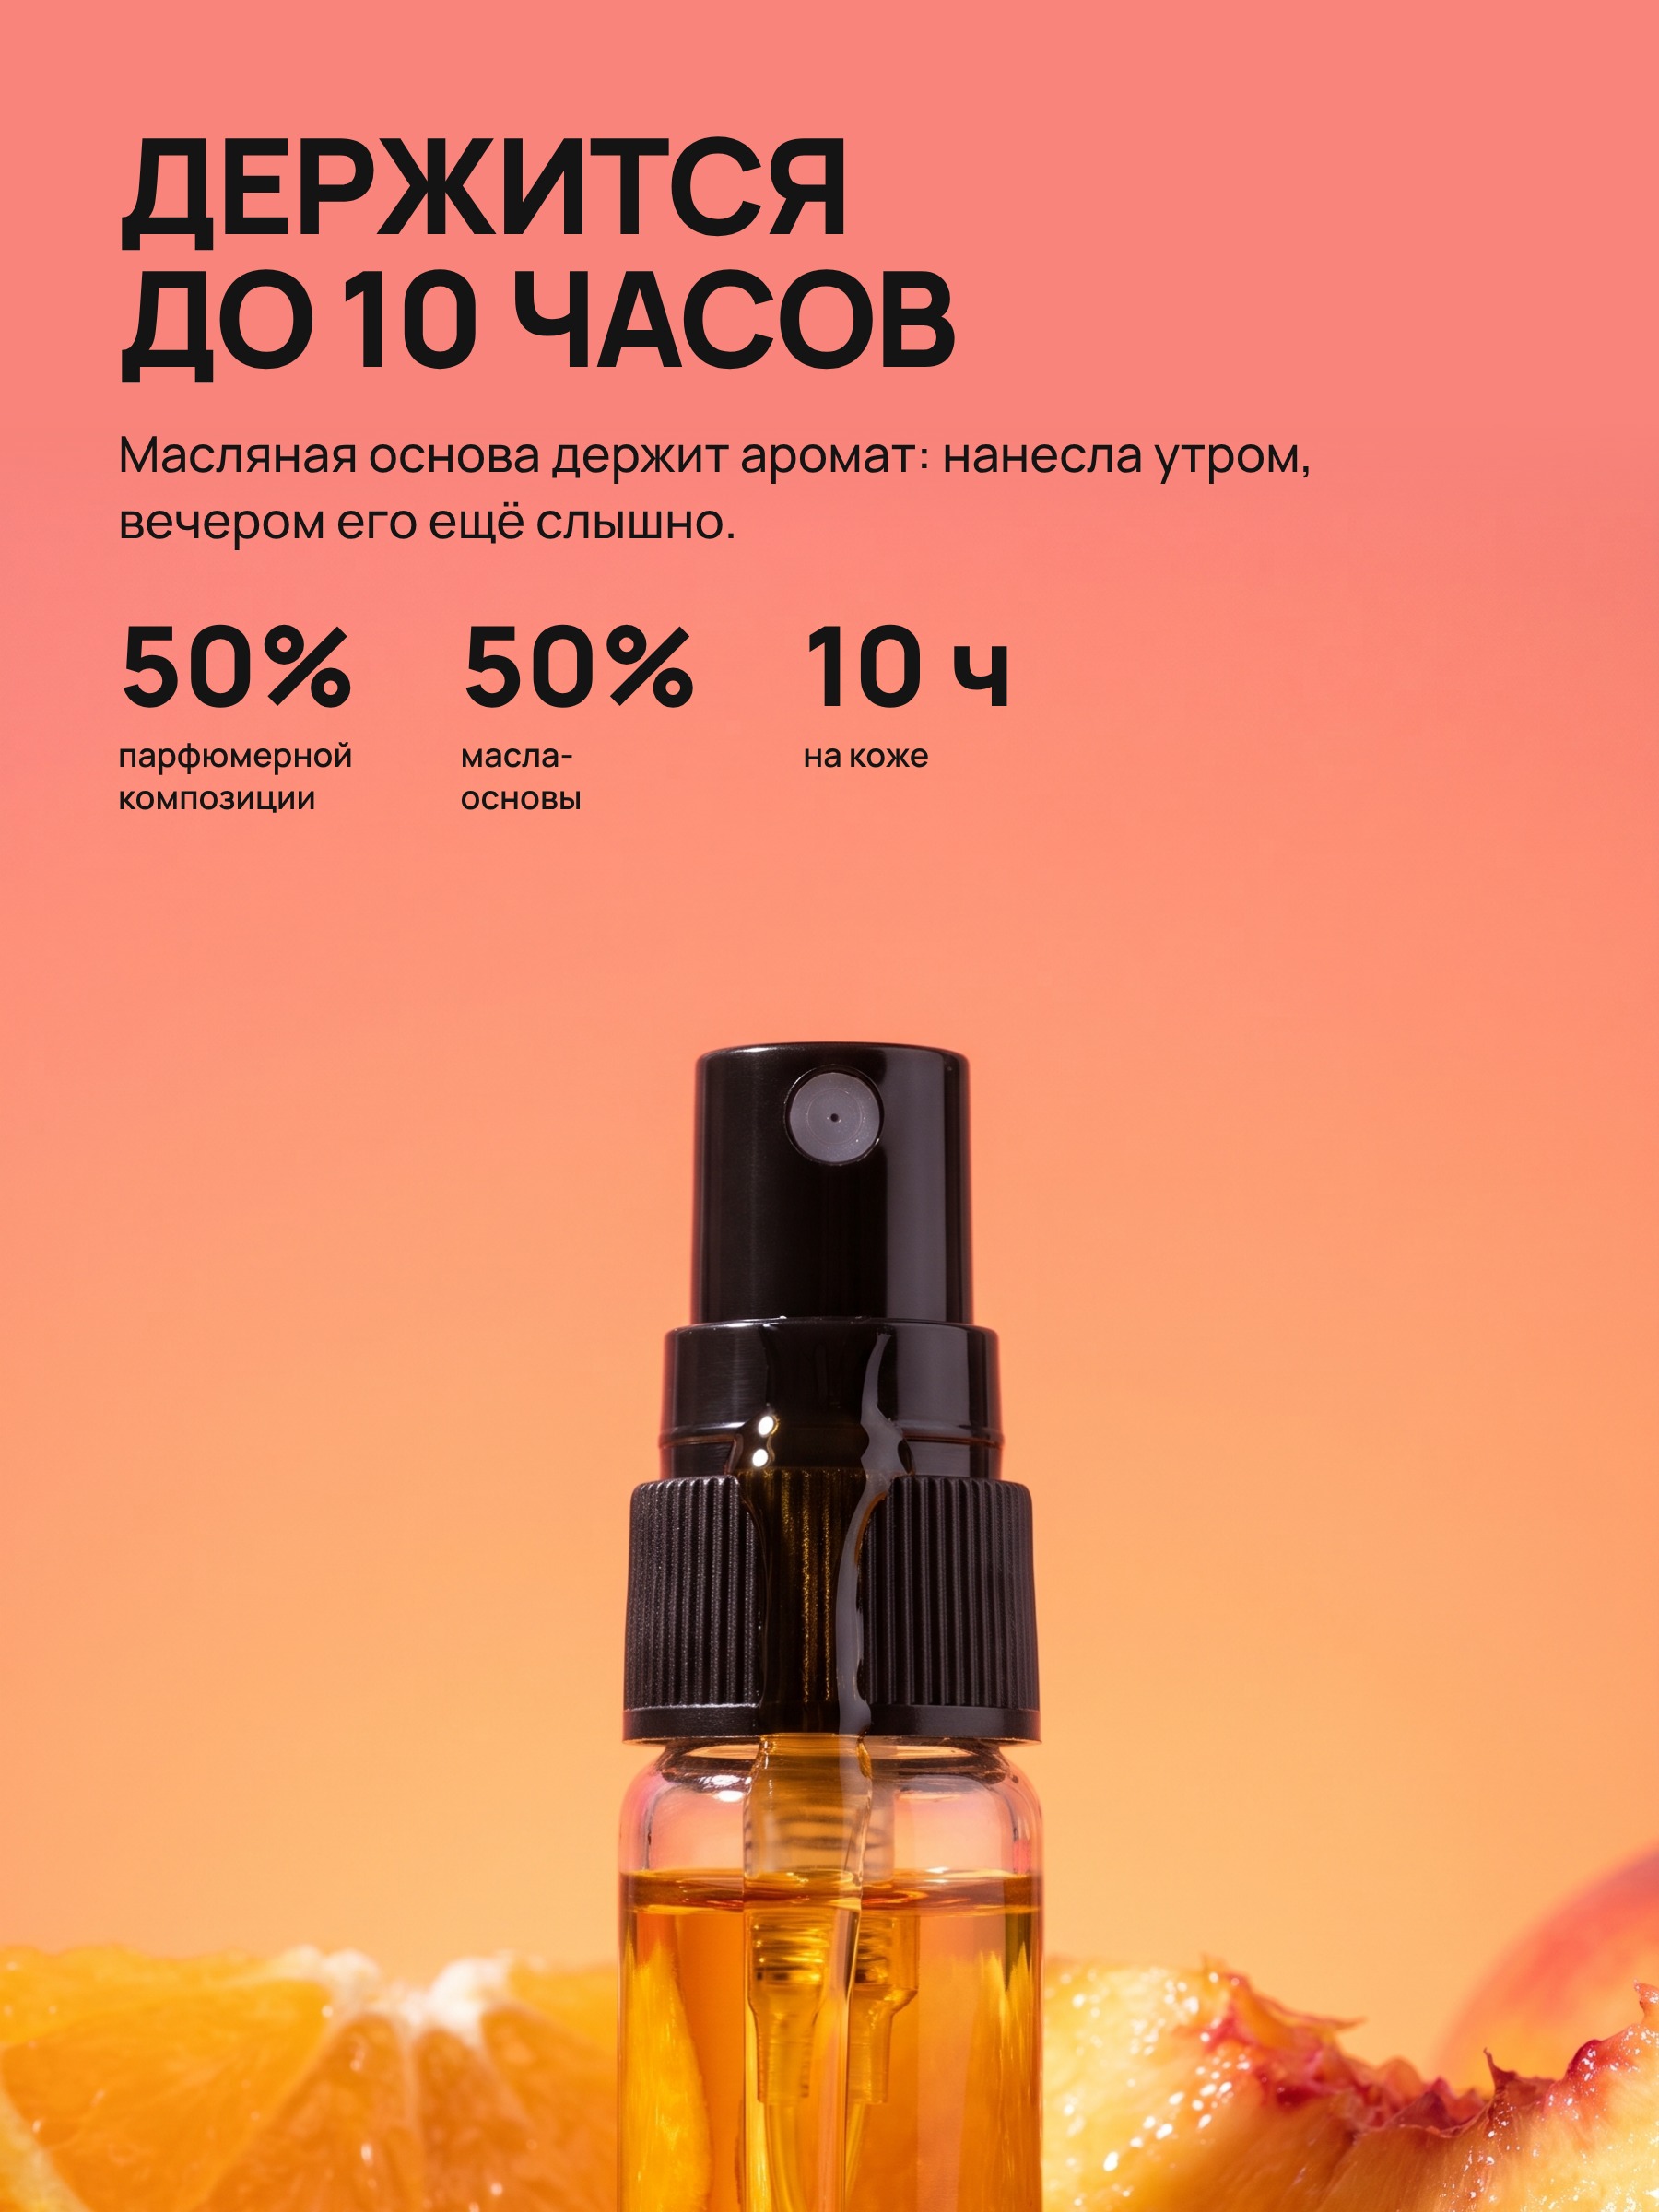 ДЕРЖИТСЯ
ДО 10 ЧАСОВ
Масляная основа держит аромат: нанесла утром,
вечером его ещё слышно.
50%
парфюмерной
композиции
50%
масла-
основы
10 ч
на коже